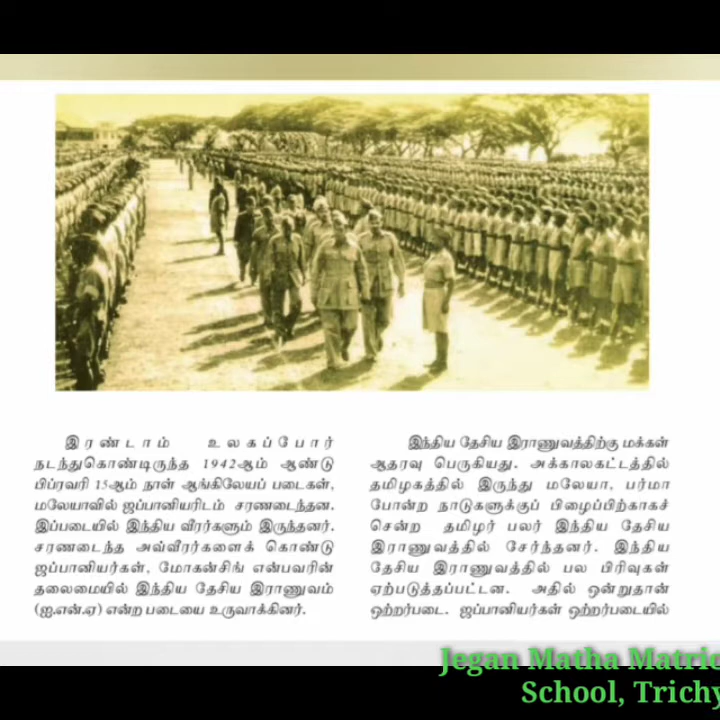 இரண்டாம் உலகப்போர்
நடந்துகொண்டிருந்த 1942ஆம் ஆண்டு
பிப்ரவரி 15ஆம் நாள் ஆங்கிலேயப் படைகள்,
மலேயாவில் ஜப்பானியரிடம் சரணடைந்தன.
இப்படையில் இந்திய வீரர்களும் இருந்தனர்.
சரணடைந்த அவ்வீரர்களைக் கொண்டு
ஜப்பானியர்கள், மோகன்சிங் என்பவரின்
தலைமையில் இந்திய தேசிய இராணுவம்
(ஐ.என்.ஏ) என்ற படையை உருவாக்கினர்.
இந்திய தேசிய இராணுவத்திற்கு மக்கள்
ஆதரவு பெருகியது. அக்காலகட்டத்தில்
தமிழகத்தில் இருந்து மலேயா, பர்மா
போன்ற நாடுகளுக்குப் பிழைப்பிற்காகச்
சென்ற தமிழர் பலர் இந்திய தேசிய
இராணுவத்தில் சேர்ந்தனர். இந்திய
தேசிய இராணுவத்தில் பல பிரிவுகள்
ஏற்படுத்தப்பட்டன. அதில் ஒன்றுதான்
ஒற்றர்படை. ஜப்பானியர்கள் ஒற்றர்படையில்
Jegan Matha Matric
School, Trichy